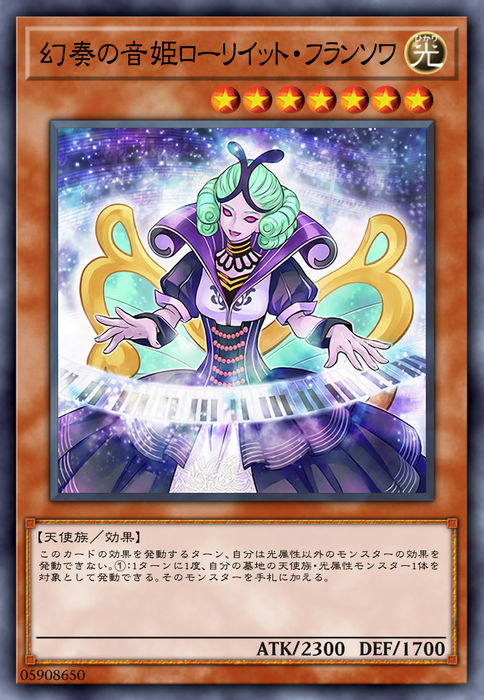 幻奏の音姫ローリイット・フランソワ
ひかり
光
【天使族／効果】
このカードの効果を発動するターン、自分は光属性以外のモンスターの効果を
発動できない。①：1ターンに1度、自分の墓地の天使族・光属性モンスター1体を
対象として発動できる。そのモンスターを手札に加える。
ATK/2300 DEF/1700
05908650